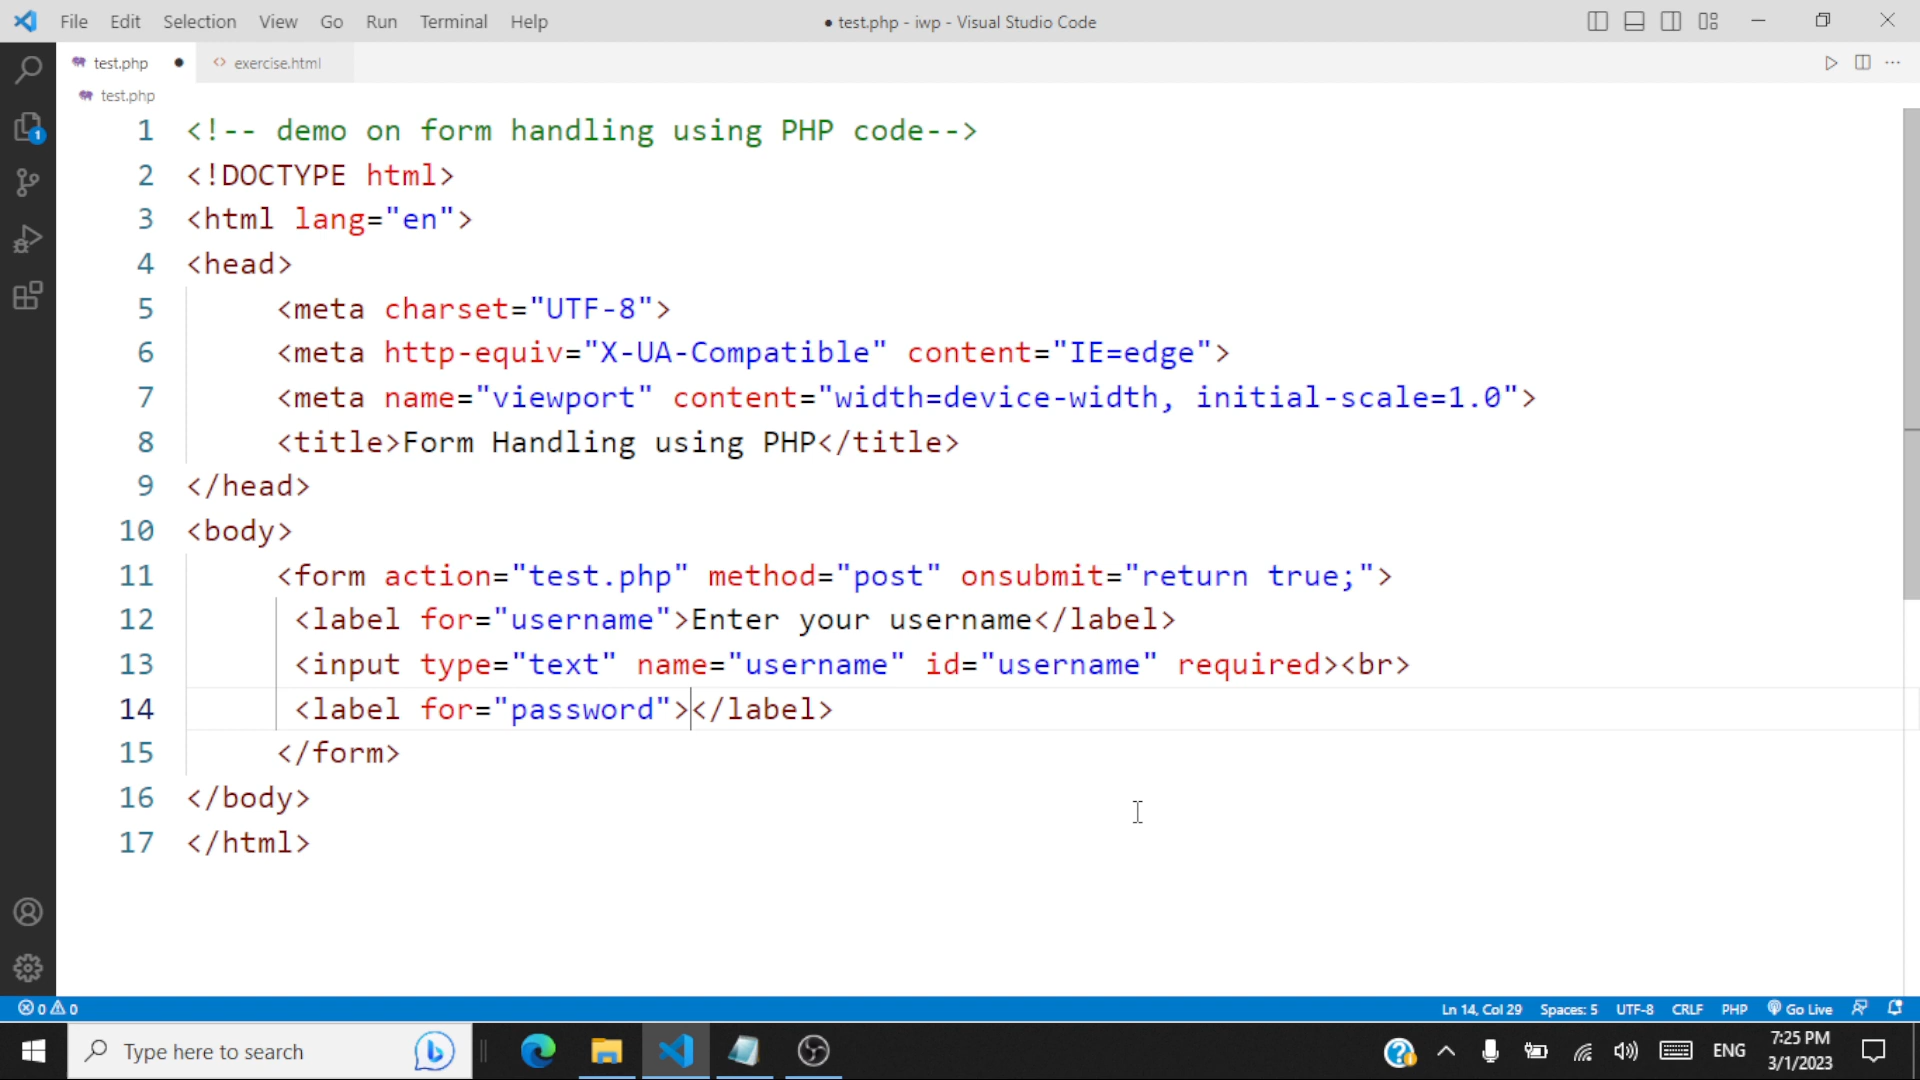 File Edit Selection View Go Run Terminal Help
● test.php - iwp - Visual Studio Code
test.php ●
<> exercise.html
test.php
1 <!-- demo on form handling using PHP code-->
2 <!DOCTYPE html>
3 <html lang="en">
4 <head>
5 <meta charset="UTF-8">
6 <meta http-equiv="X-UA-Compatible" content="IE=edge">
7 <meta name="viewport" content="width=device-width, initial-scale=1.0">
8 <title>Form Handling using PHP</title>
9 </head>
10 <body>
11 <form action="test.php" method="post" onsubmit="return true;">
12 <label for="username">Enter your username</label>
13 <input type="text" name="username" id="username" required><br>
14 <label for="password"></label>
15 </form>
16 </body>
17 </html>
1
0 0
Ln 14, Col 29 Spaces: 5 UTF-8 CRLF PHP Go Live
Type here to search
ENG
7:25 PM
3/1/2023